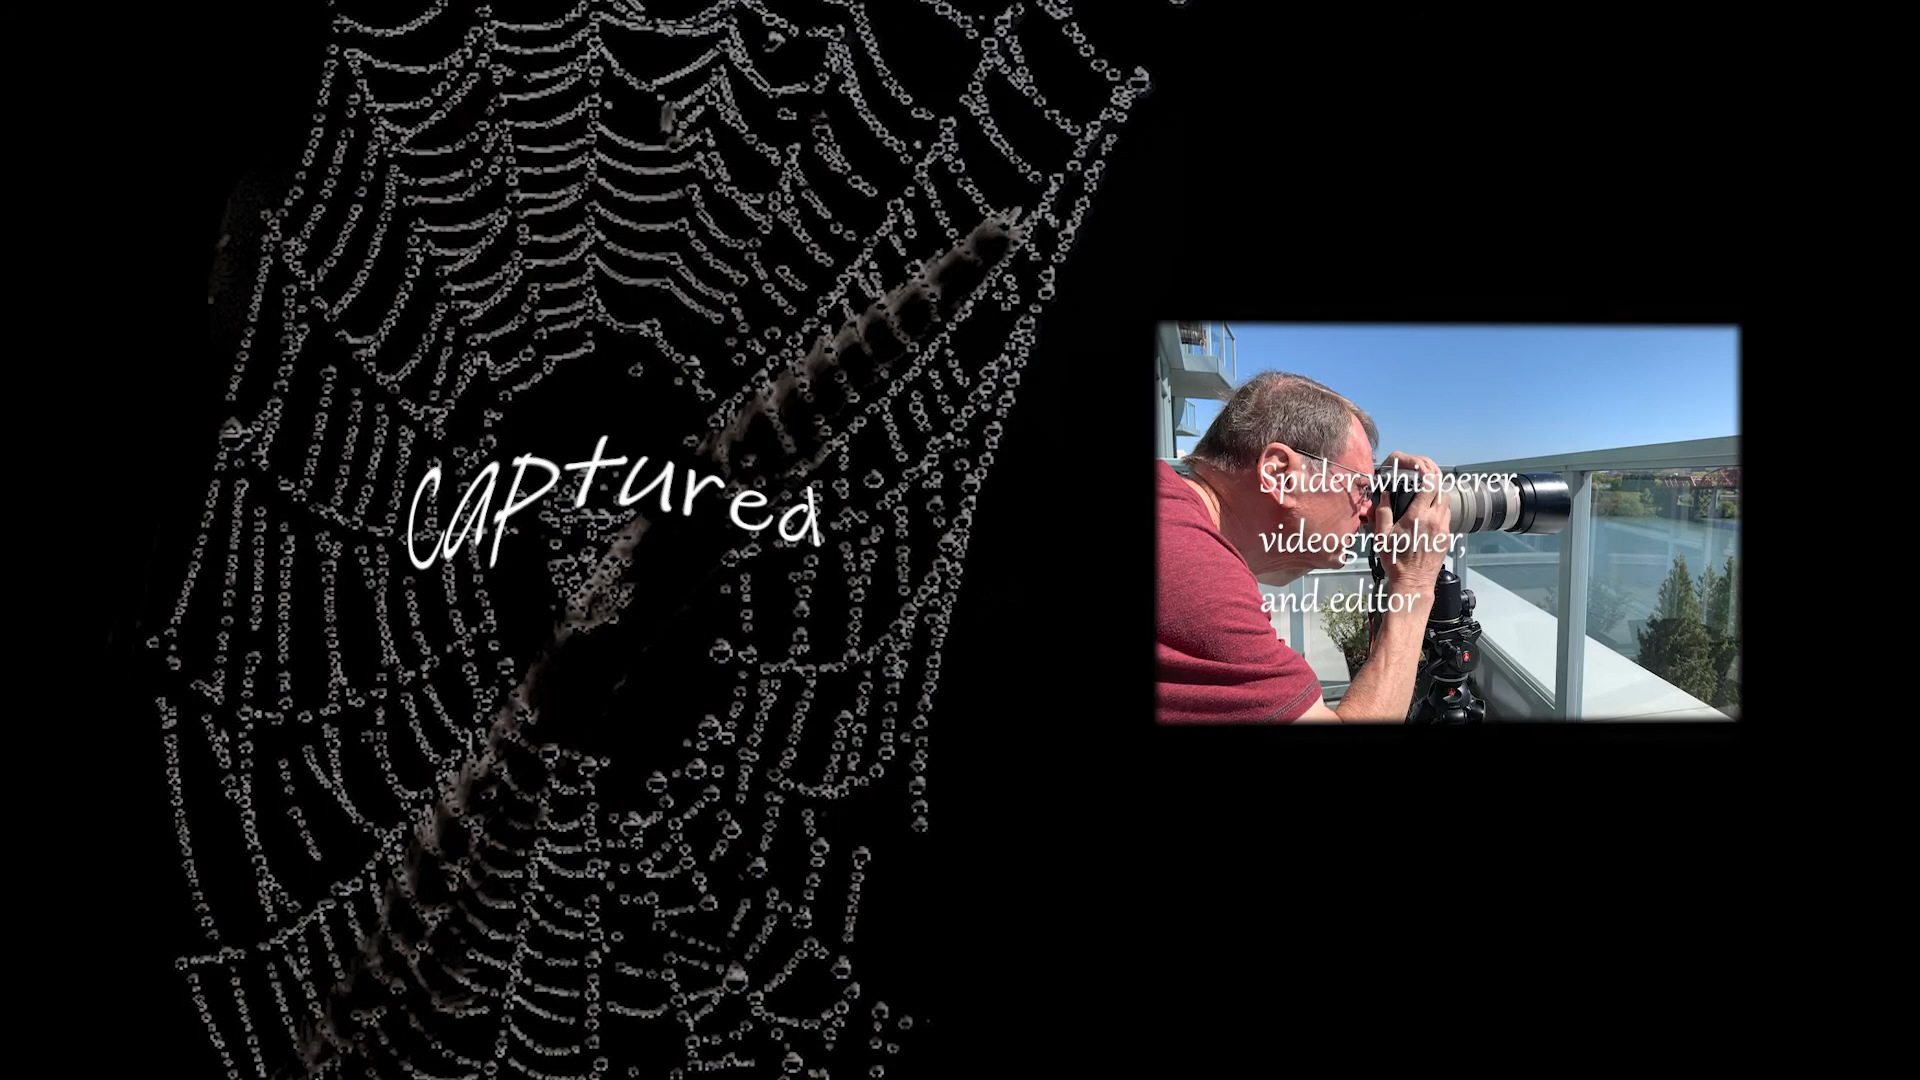 captured
Spider whisperer,
videographer,
and editor